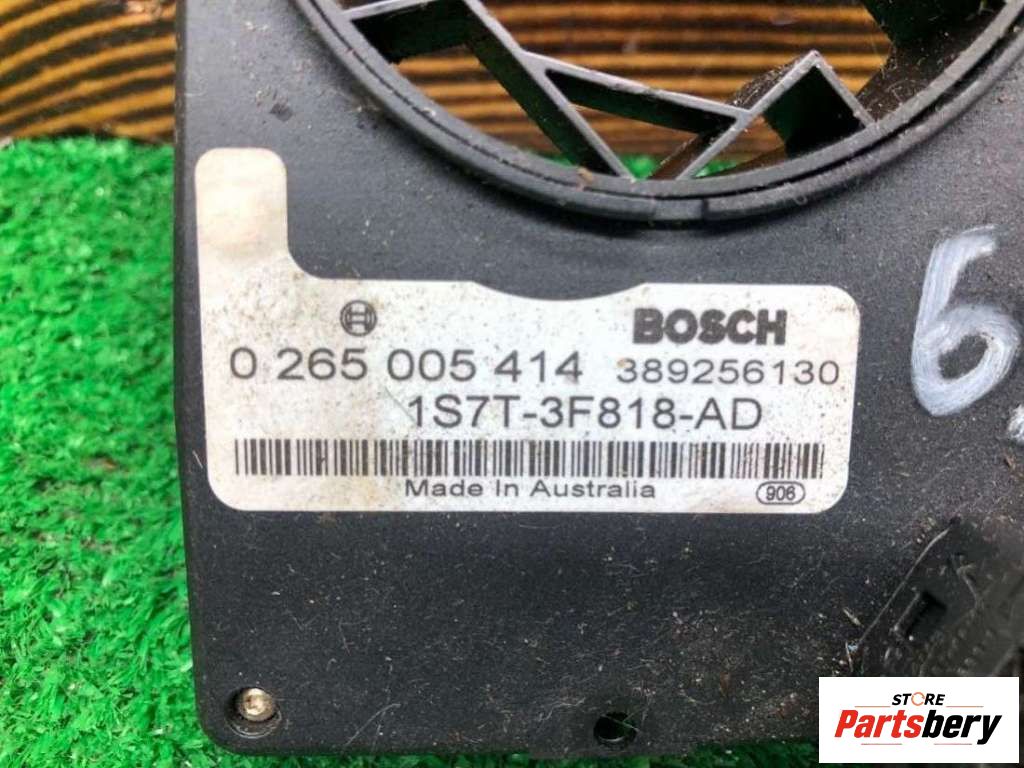 BOSCH
0 265 005 414 389256130
1S7T-3F818-AD
Made In Australia 906
6
STORE
Partsbery